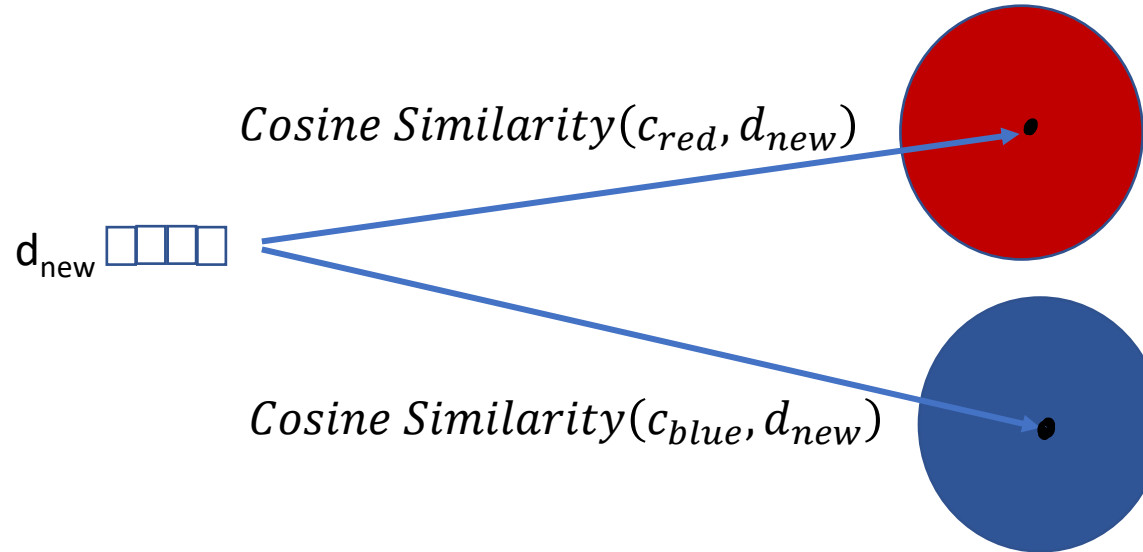 Cosine Similarity(c_red, d_new)
d_new
Cosine Similarity(c_blue, d_new)